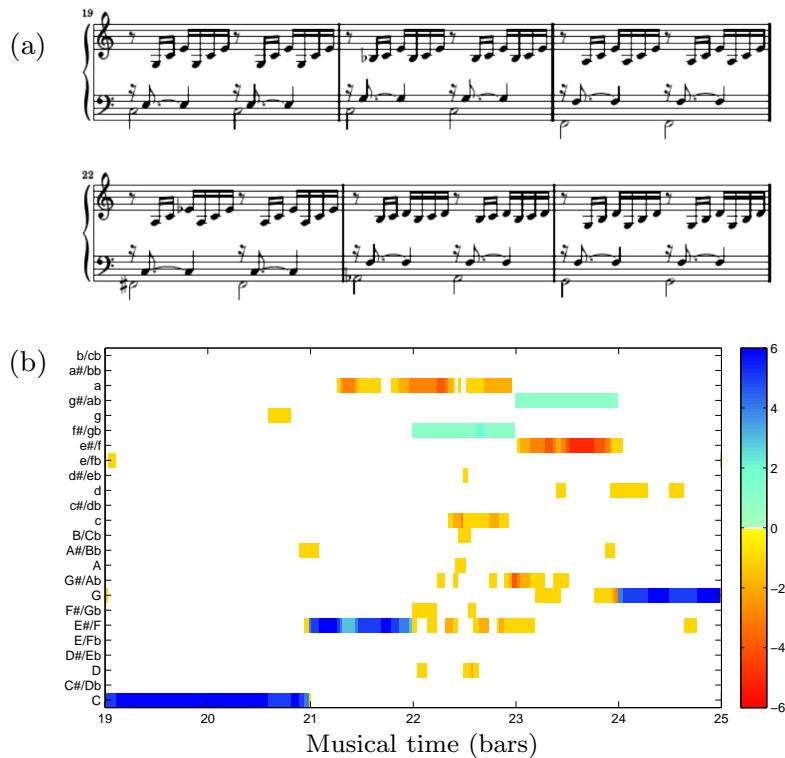 (a)
19
22
(b)
b/cb
a#/bb
a
g#/ab
g
f#/gb
e#/f
e/fb
d#/eb
d
c#/db
c
B/Cb
A#/Bb
A
G#/Ab
G
F#/Gb
E#/F
E/Fb
D#/Eb
D
C#/Db
C
19 20 21 22 23 24 25
Musical time (bars)
6
4
2
0
−2
−4
−6